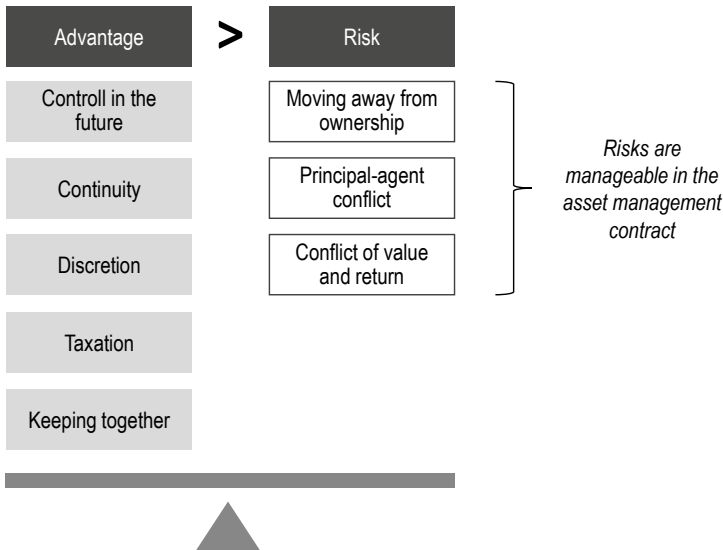 Advantage
>
Risk
Controll in the
future
Continuity
Discretion
Taxation
Keeping together
Moving away from
ownership
Principal-agent
conflict
Conflict of value
and return
Risks are
manageable in the
asset management
contract